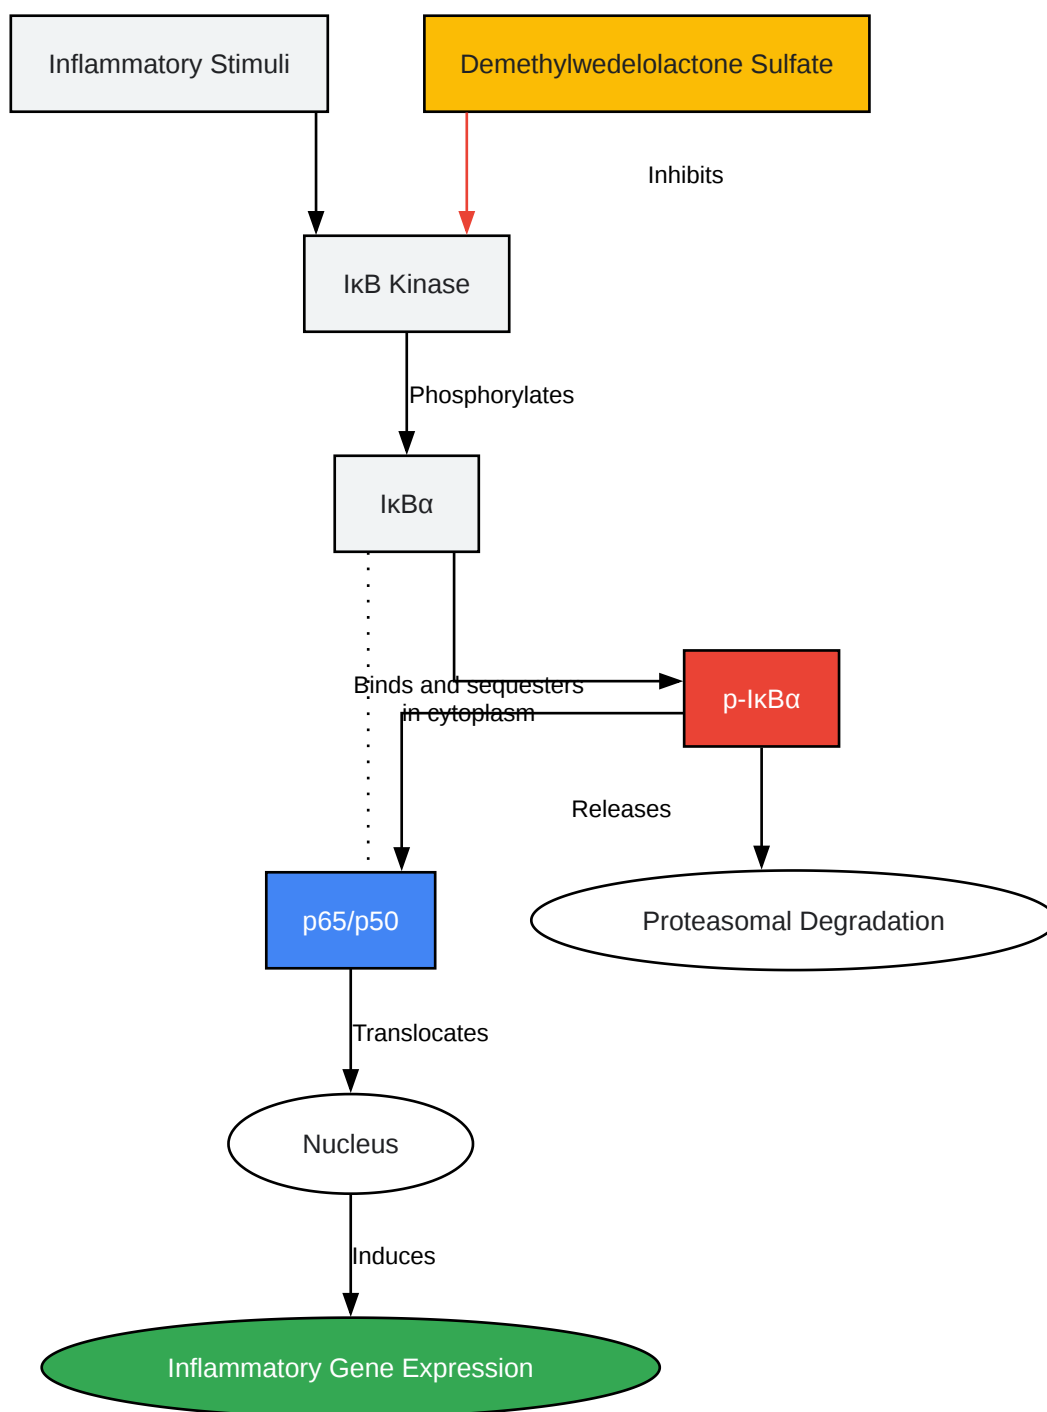 Inflammatory Stimuli
Demethylwedelolactone Sulfate
Inhibits
IκB Kinase
Phosphorylates
IκBα
Binds and sequesters
in cytoplasm
p-IκBα
Releases
p65/p50
Proteasomal Degradation
Translocates
Nucleus
Induces
Inflammatory Gene Expression